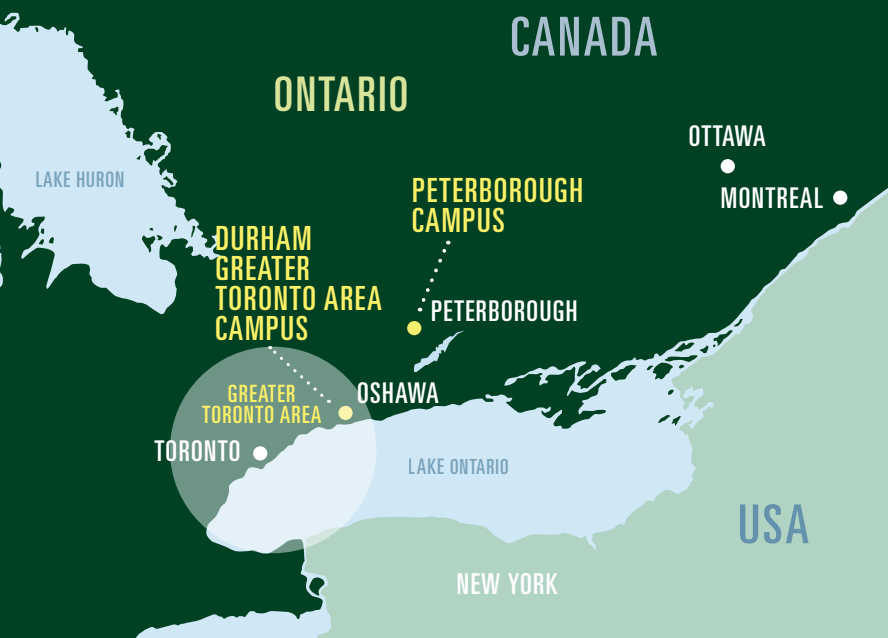 CANADA
ONTARIO
OTTAWA
LAKE HURON
PETERBOROUGH
CAMPUS
MONTREAL
DURHAM
GREATER
TORONTO AREA
CAMPUS
PETERBOROUGH
GREATER
TORONTO AREA
OSHAWA
TORONTO
LAKE ONTARIO
USA
NEW YORK